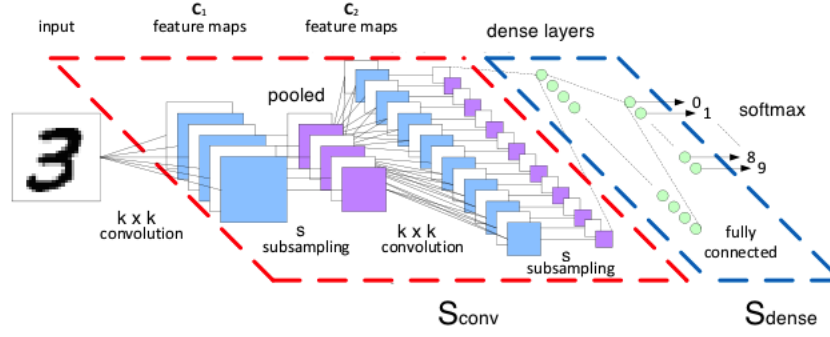 input
C₁
feature maps
C₂
feature maps
dense layers
pooled
0
1
softmax
8
9
k x k
convolution
s
subsampling
k x k
convolution
s
subsampling
fully
connected
Sconv
Sdense